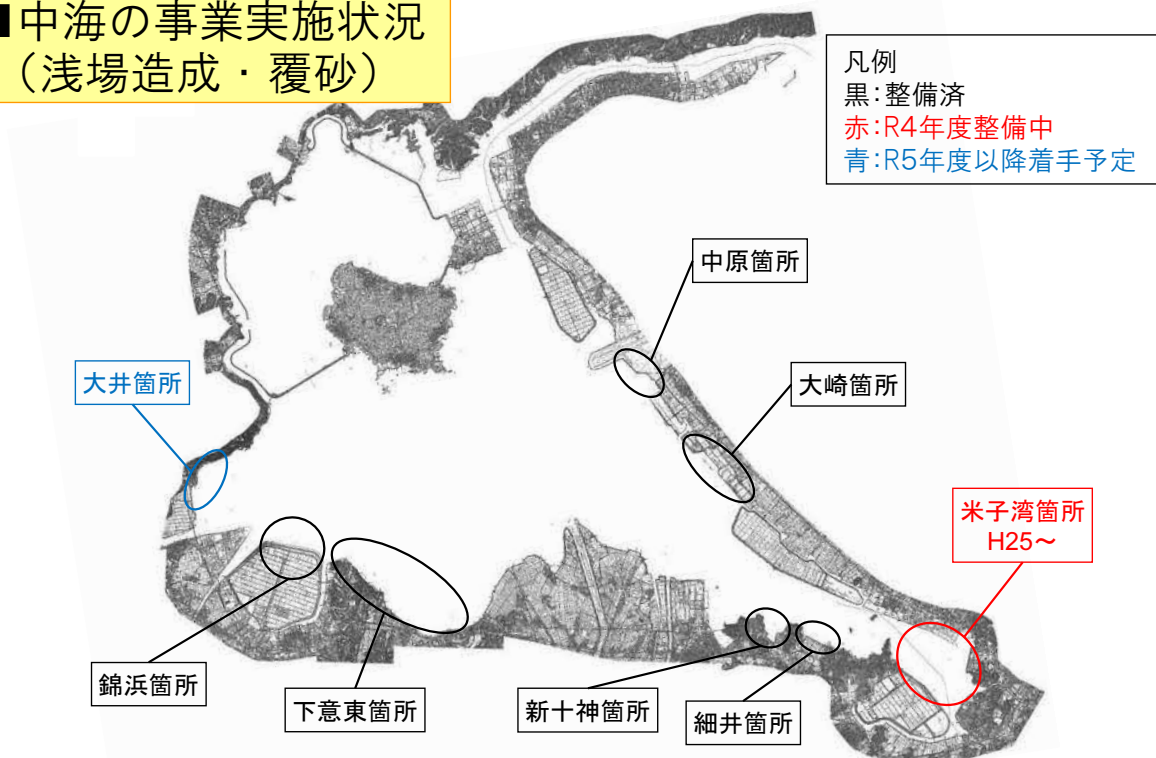 ■中海の事業実施状況
（浅場造成・覆砂）
凡例
黒：整備済
赤：R4年度整備中
青：R5年度以降着手予定
中原箇所
大井箇所
大崎箇所
米子湾箇所
H25～
錦浜箇所
下意東箇所
新十神箇所
細井箇所